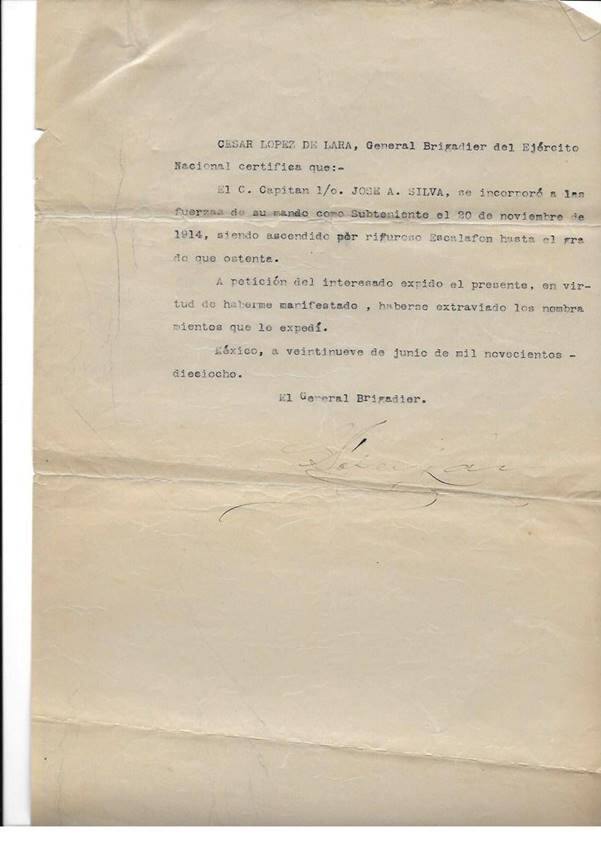 CESAR LOPEZ DE LARA, General Brigadier del Ejército
Nacional certifica que:-
El C. Capitan 1/o. JOSE A. SILVA, se incorporó a las
fuerzas de su mando como Subteniente el 20 de noviembre de
1914, siendo ascendido pòr riguroso Escalafon hasta el gra
do que ostenta.
A petición del interesado expido el presente, en vir-
tud de haberme manifestado , haberse extraviado los nombra
mientos que le expedí.
México, a veintinueve de junio de mil novecientos -
dieciocho.
El General Brigadier.